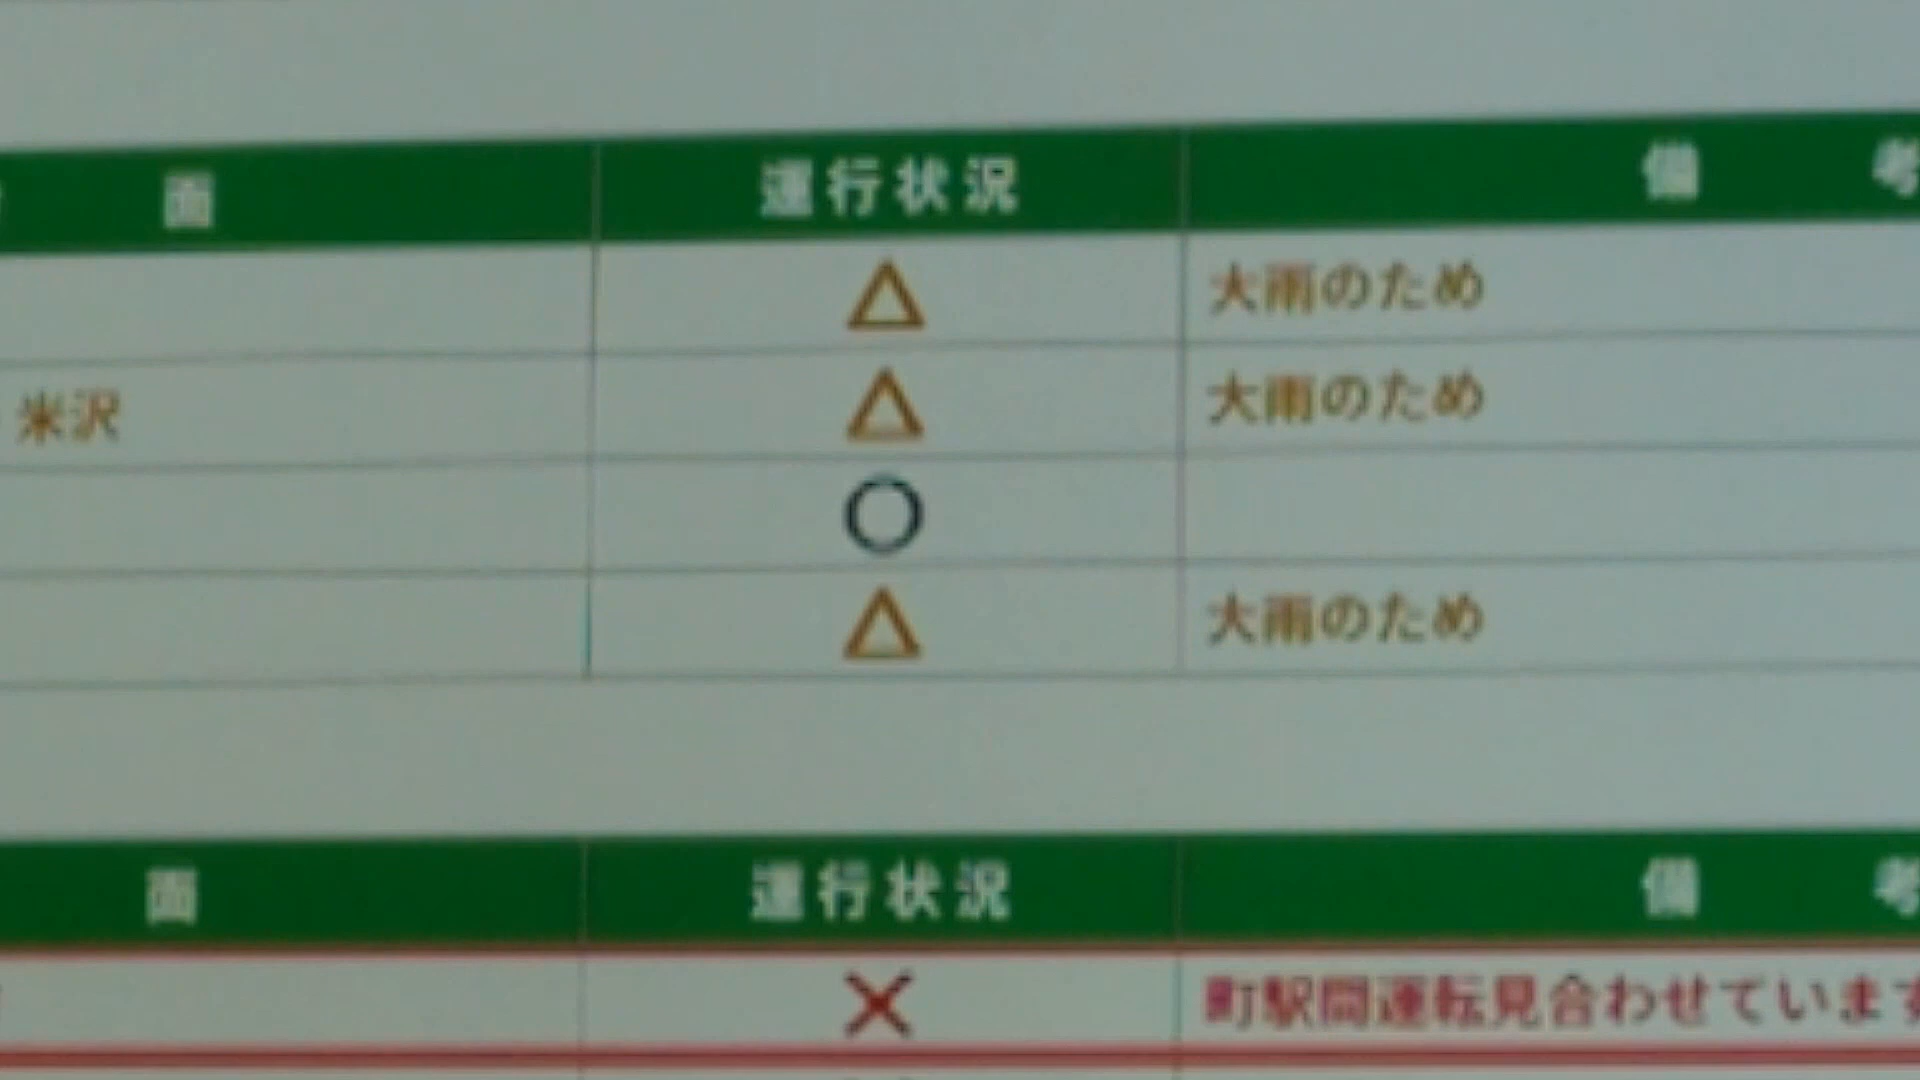 面 運行状況 備 考
△ 大雨のため
米沢 △ 大雨のため
○
△ 大雨のため
面 運行状況 備 考
× 町駅間運転見合わせています